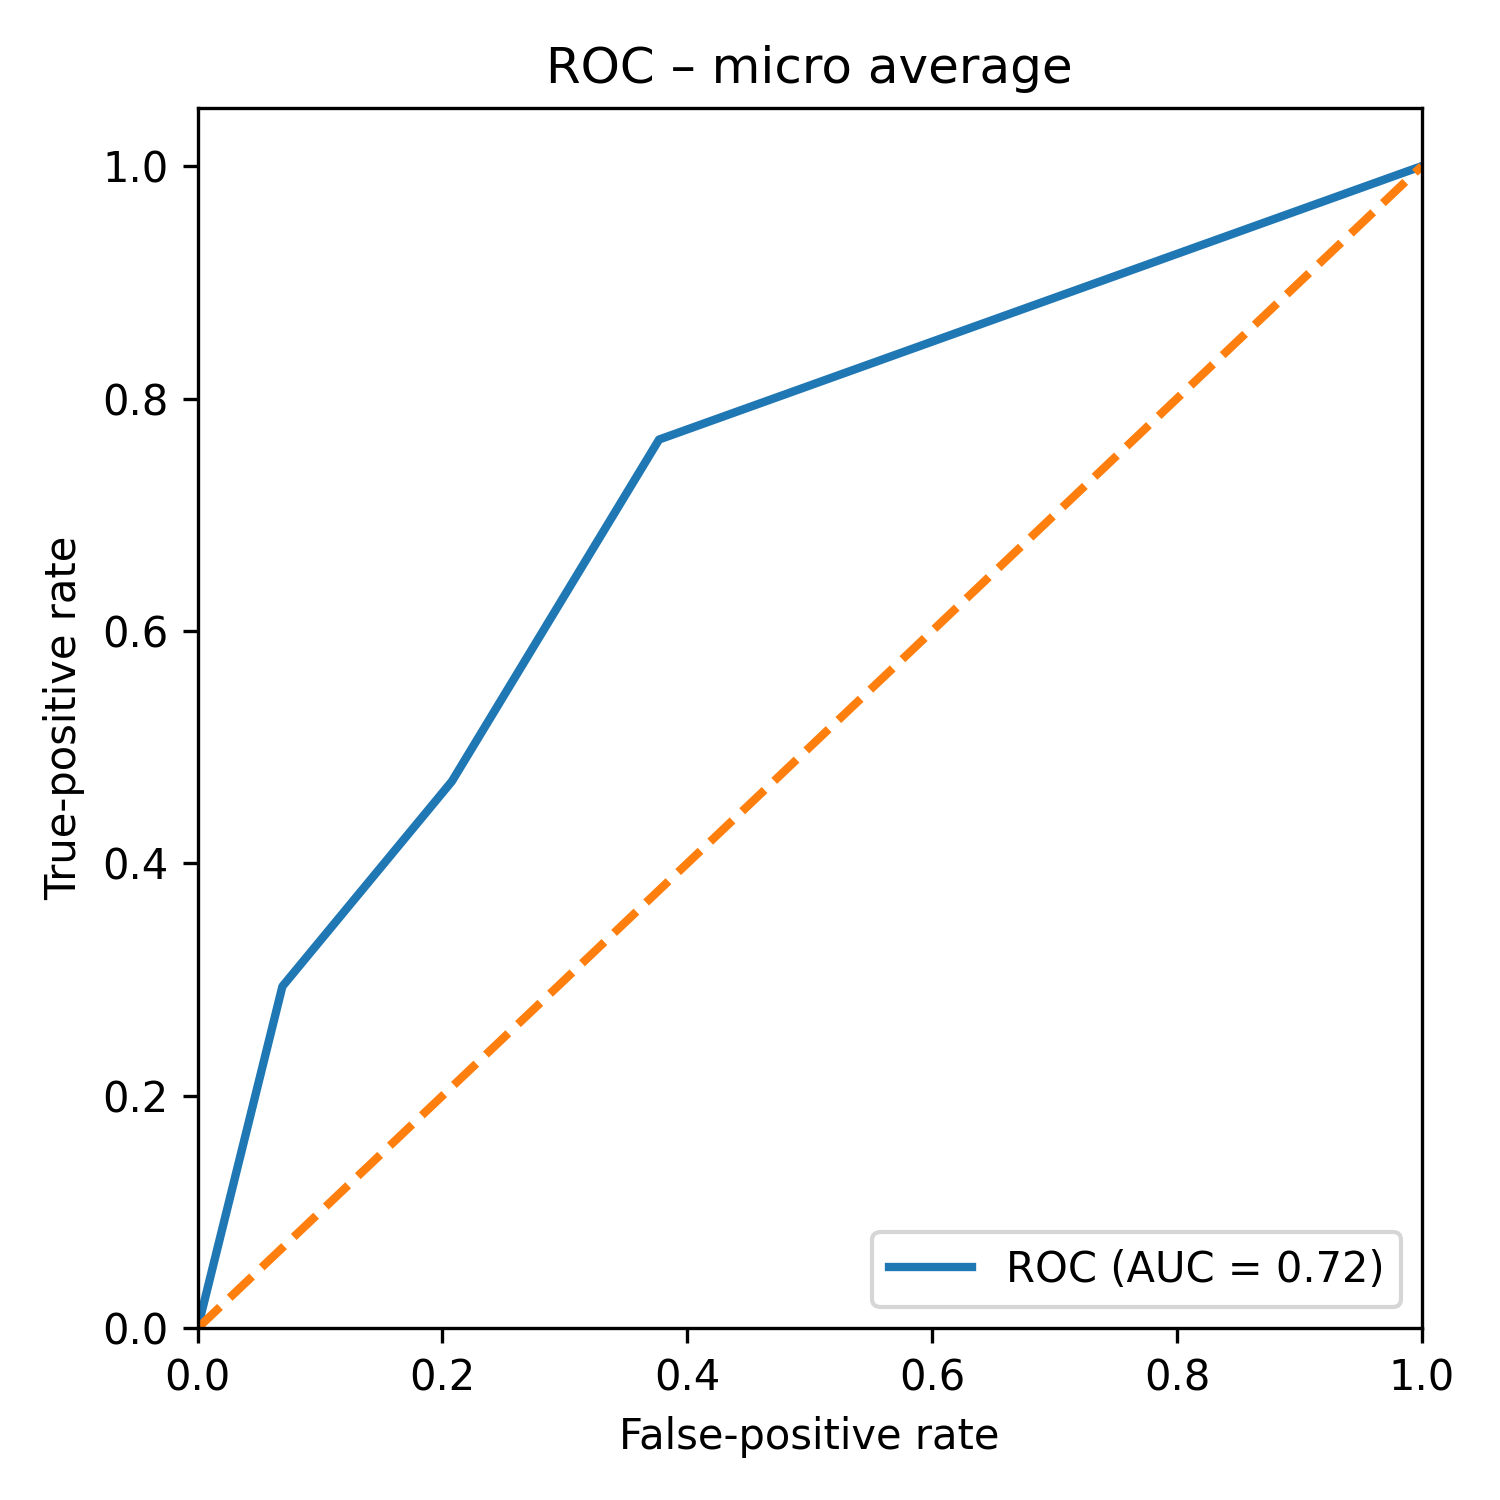 ROC – micro average
1.0
0.8
0.6
0.4
0.2
0.0
True-positive rate
ROC (AUC = 0.72)
0.0 0.2 0.4 0.6 0.8 1.0
False-positive rate